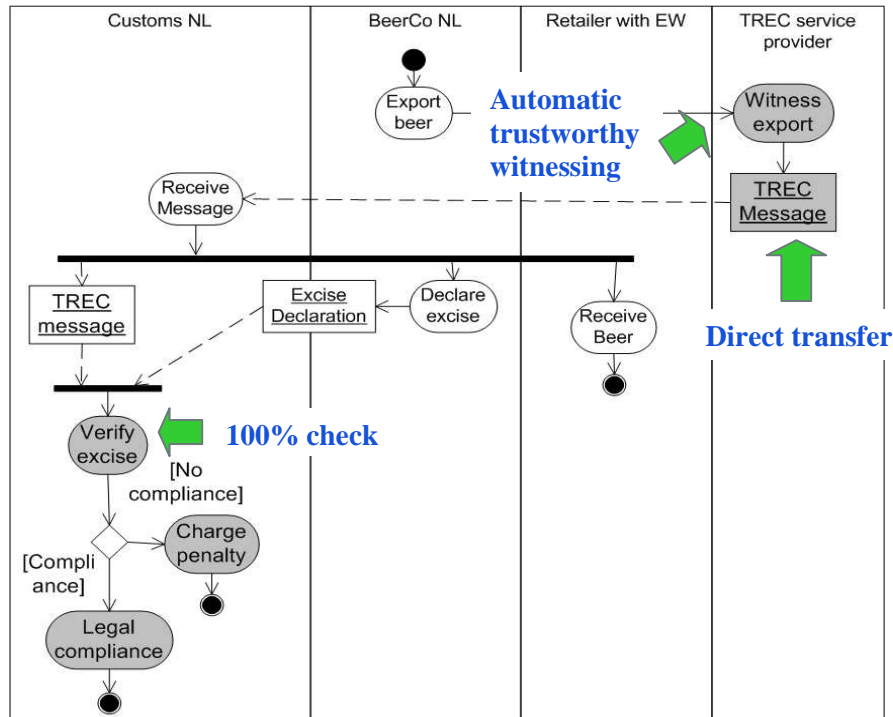 Customs NL
BeerCo NL
Retailer with EW
TREC service
provider
Export
beer
Automatic
trustworthy
witnessing
Witness
export
TREC
Message
Receive
Message
TREC
message
Excise
Declaration
Declare
excise
Receive
Beer
Direct transfer
Verify
excise
100% check
[No
compliance]
Charge
penalty
[Compli
ance]
Legal
compliance